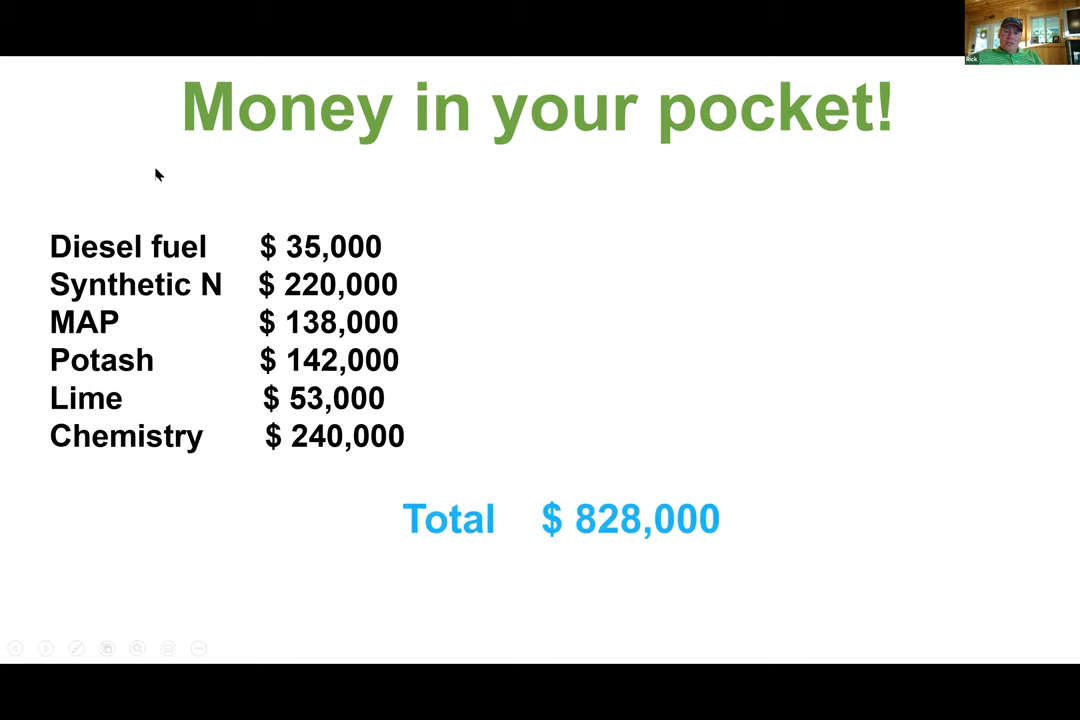 Rick
Money in your pocket!
Diesel fuel $ 35,000
Synthetic N $ 220,000
MAP $ 138,000
Potash $ 142,000
Lime $ 53,000
Chemistry $ 240,000
Total $ 828,000